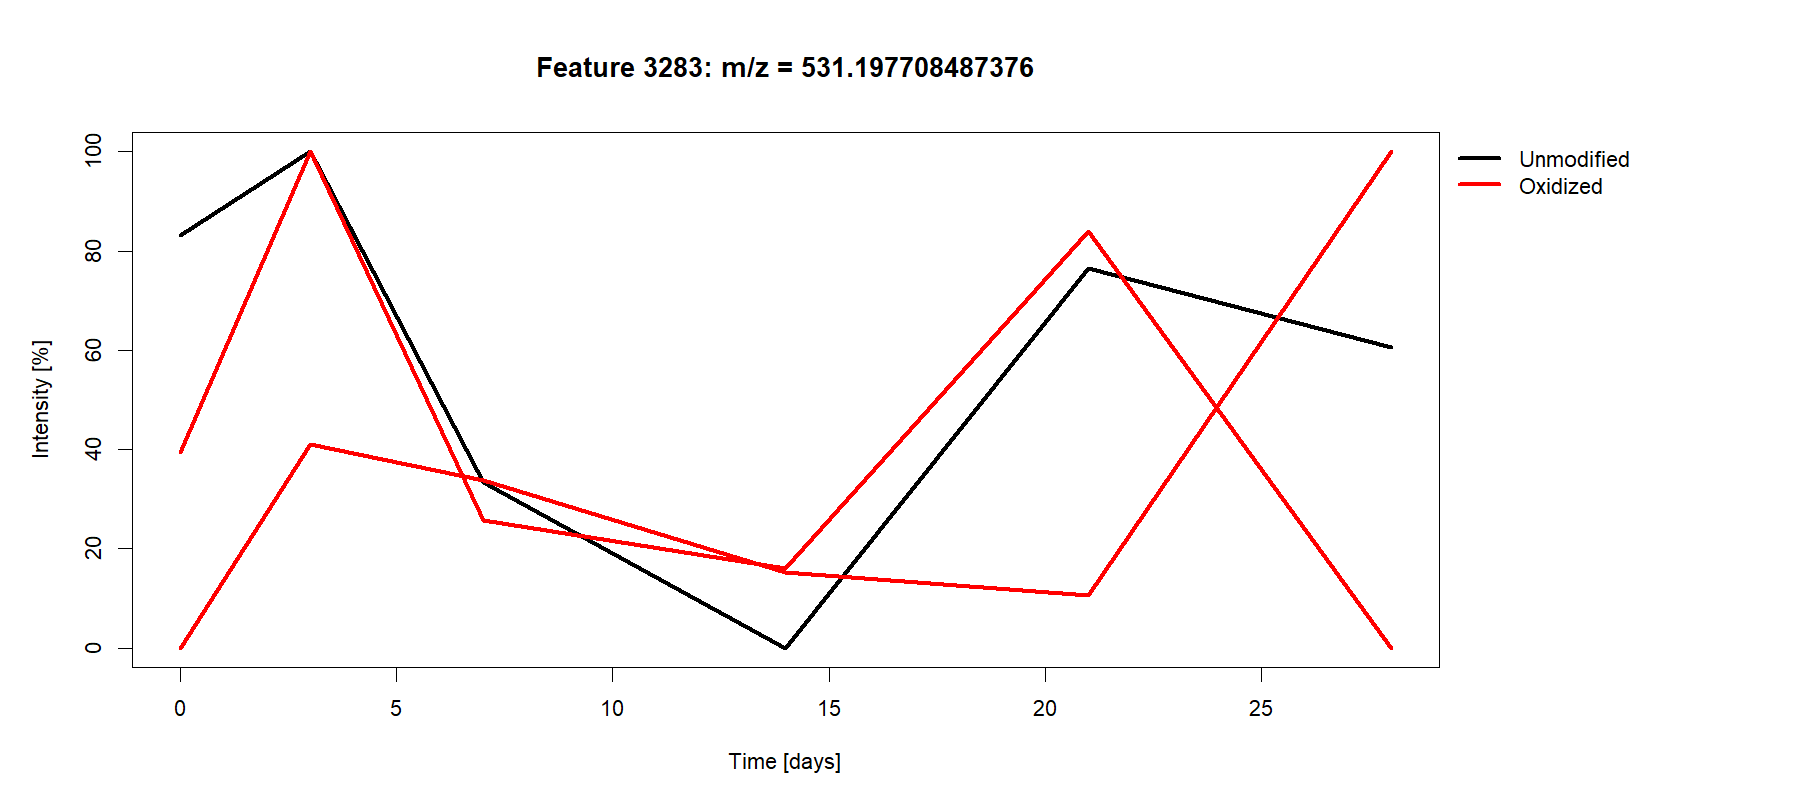 Feature 3283: m/z = 531.197708487376
Unmodified
Oxidized
Intensity [%]
100
80
60
40
20
0
0 5 10 15 20 25
Time [days]